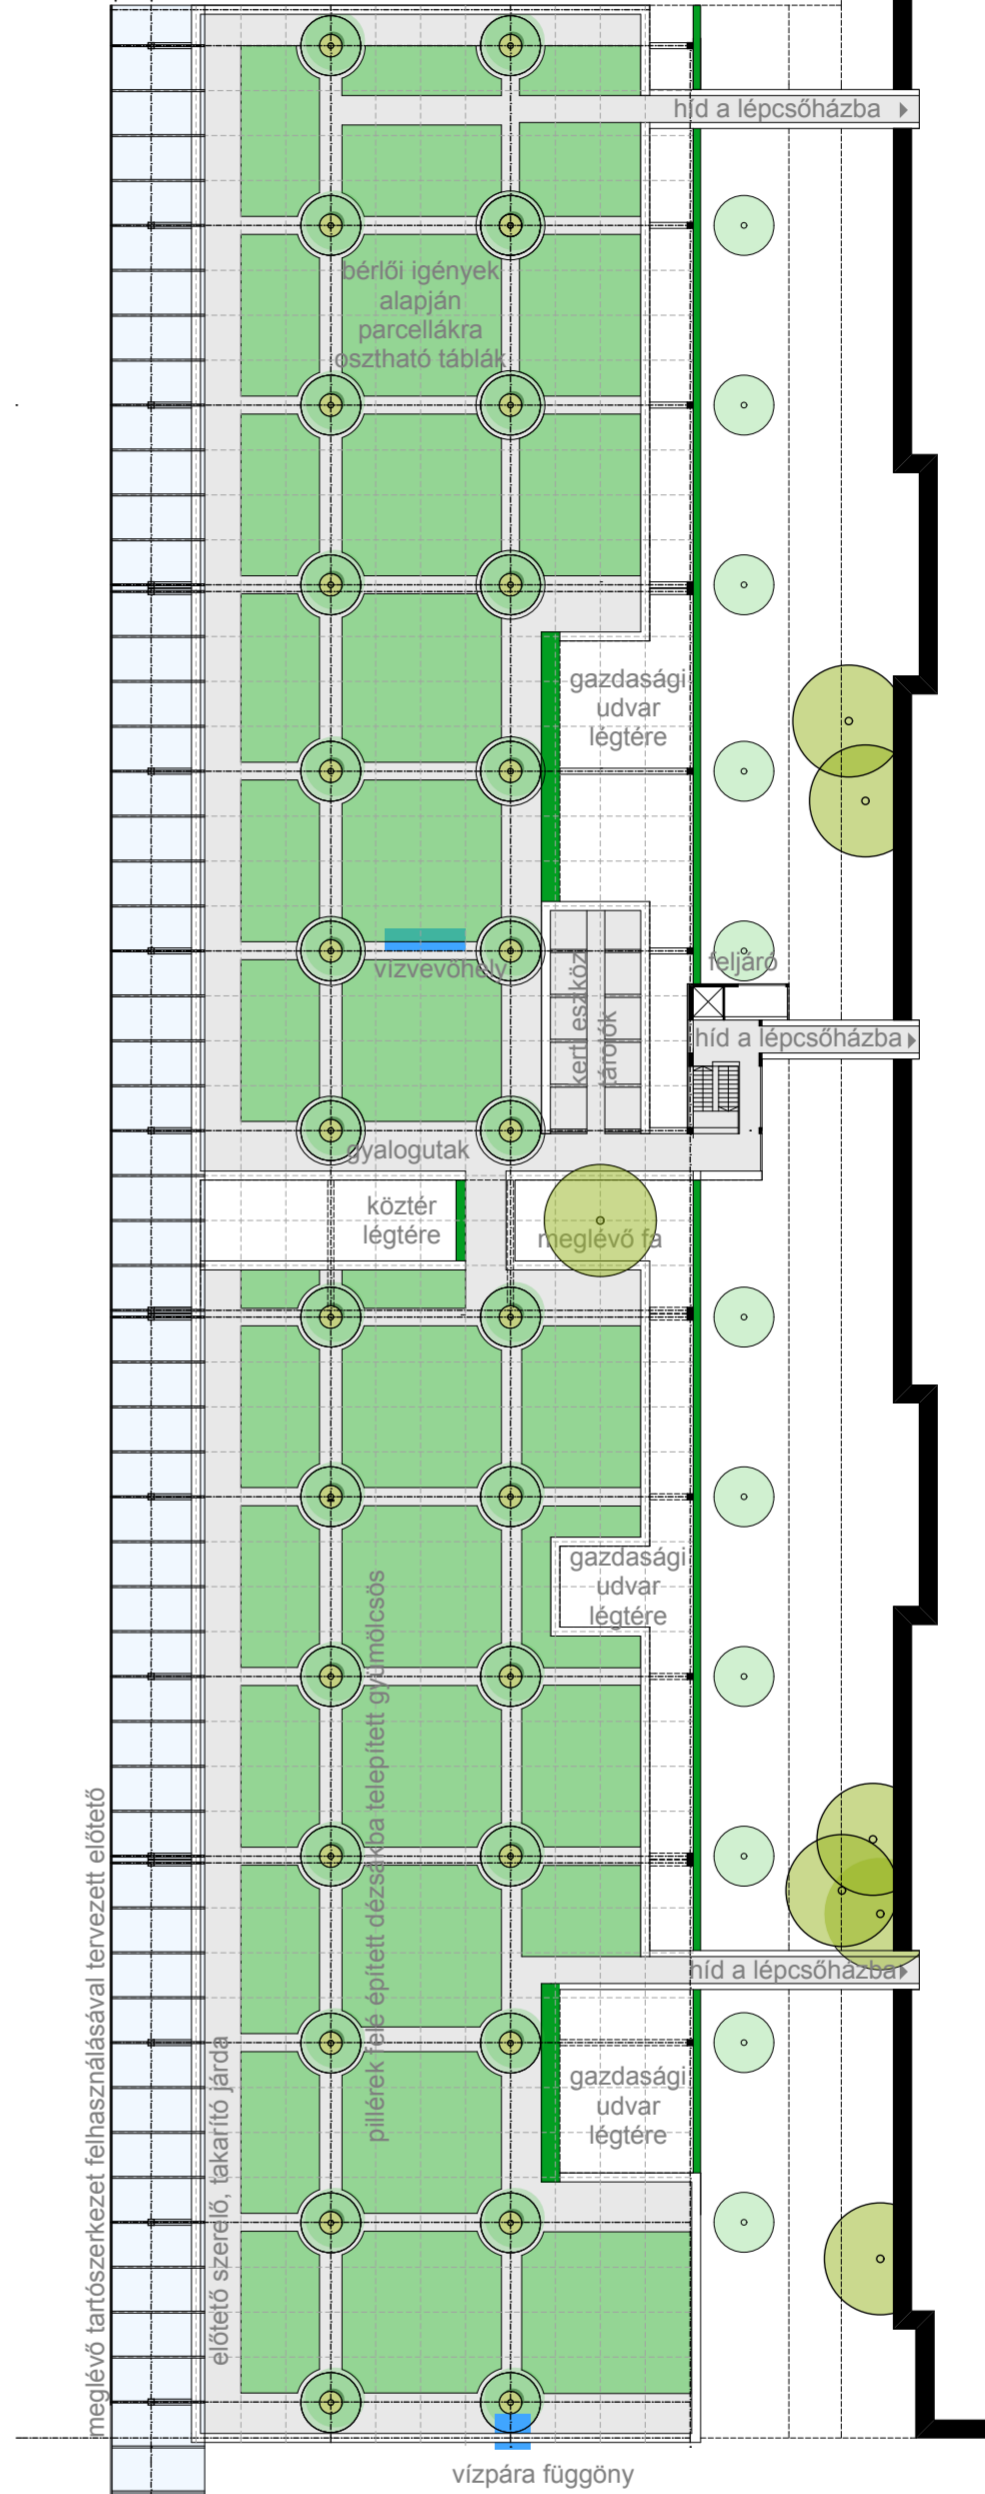 híd a lépcsőházba
bérlői igények
alapján
parcellákra
osztható táblák
gazdasági
udvar
légtére
vízvevőhely
kerti eszköz
tárolók
feljáró
híd a lépcsőházba
gyalogutak
köztér
légtére
meglévő fa
gazdasági
udvar
légtére
pillérek fölé épített dézsákba telepített gyümölcsös
meglévő tartószerkezet felhasználásával tervezett előtető
előtető szerelő, takarító járda
híd a lépcsőházba
gazdasági
udvar
légtére
vízpára függöny